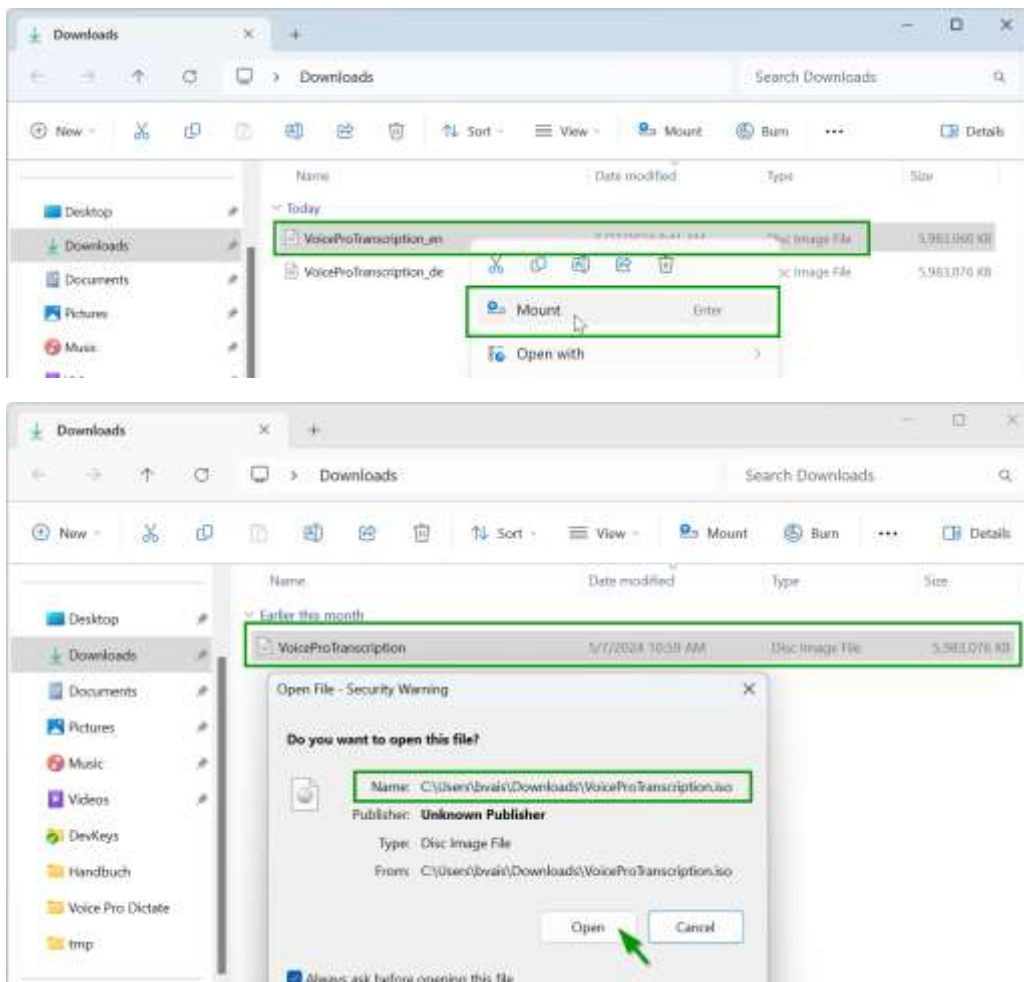 Downloads
Downloads
Search Downloads
New
Sort
View
Mount
Burn
Details
Name
Date modified
Type
Size
Today
Desktop
Downloads
Documents
Pictures
Music
VoiceProTranscription_en
Disc Image File
5,983,060 KB
VoiceProTranscription_de
Image File
5,983,076 KB
Mount
Enter
Open with
Downloads
Downloads
Search Downloads
New
Sort
View
Mount
Burn
Details
Name
Date modified
Type
Size
Earlier this month
Desktop
Downloads
Documents
Pictures
Music
Videos
DevKeys
Handbuch
Voice Pro Dictate
tmp
VoiceProTranscription
5/7/2024 10:59 AM
Disc Image File
5,983,076 KB
Open File - Security Warning
Do you want to open this file?
Name: C:\Users\bvais\Downloads\VoiceProTranscription.iso
Publisher: Unknown Publisher
Type: Disc Image File
From: C:\Users\bvais\Downloads\VoiceProTranscription.iso
Open
Cancel
Always ask before opening this file